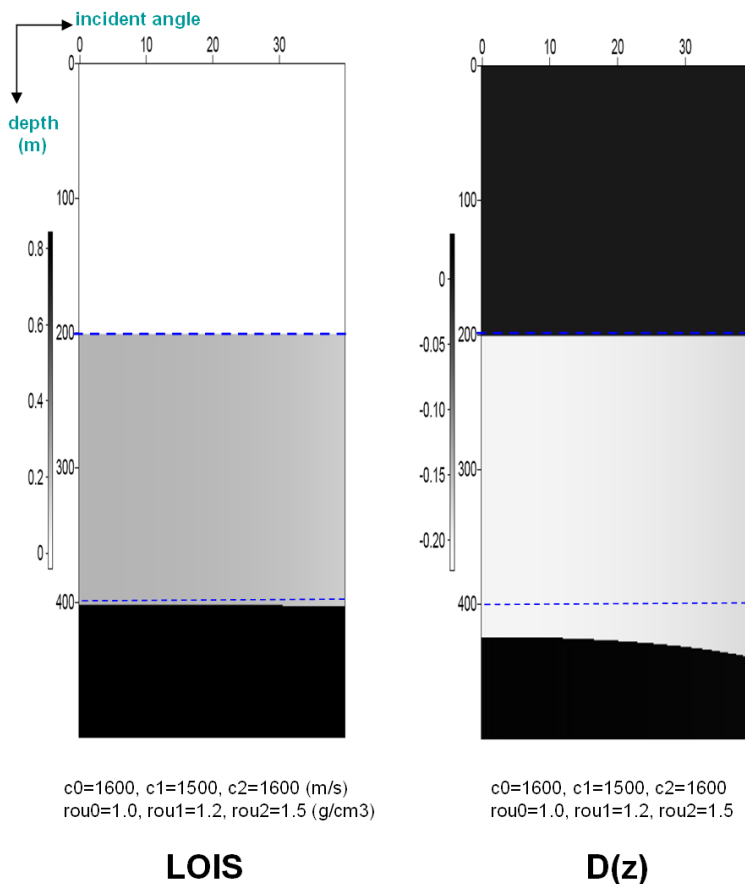 incident angle
depth
(m)
0 10 20 30
0
100
200
300
400
0.8
0.6
0.4
0.2
0
c0=1600, c1=1500, c2=1600 (m/s)
rou0=1.0, rou1=1.2, rou2=1.5 (g/cm3)
LOIS
0 10 20 30
0
100
200
300
400
0
-0.05
-0.10
-0.15
-0.20
c0=1600, c1=1500, c2=1600
rou0=1.0, rou1=1.2, rou2=1.5
D(z)